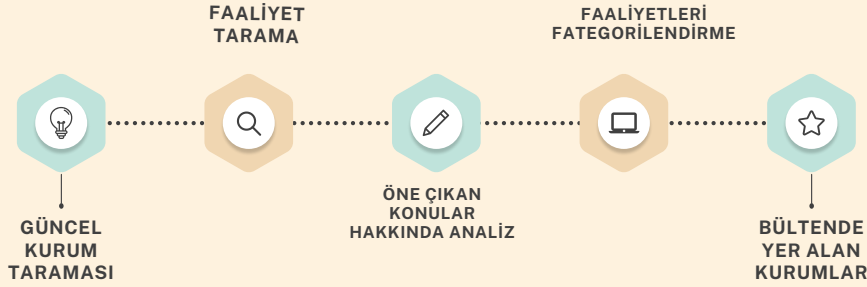 FAALİYET
TARAMA
FAALİYETLERİ
FATEGORİLENDİRME
GÜNCEL
KURUM
TARAMASI
ÖNE ÇIKAN
KONULAR
HAKKINDA ANALİZ
BÜLTENDE
YER ALAN
KURUMLAR